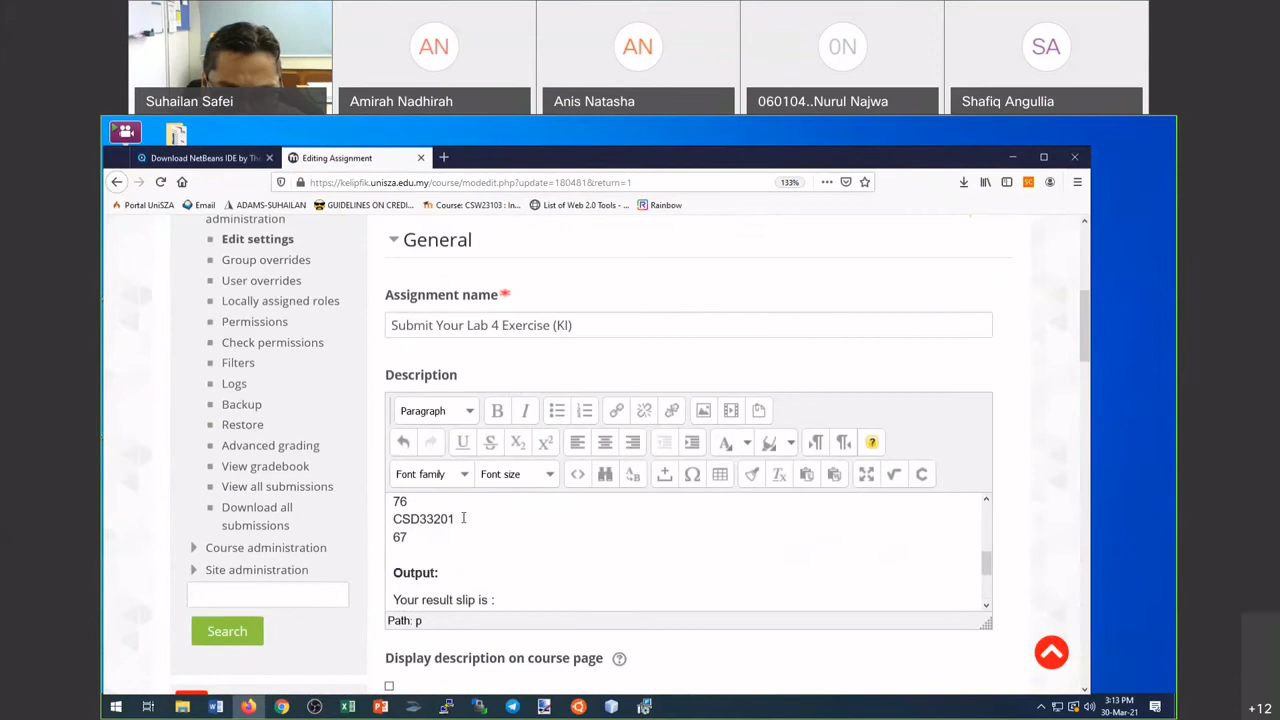 AN
AN
0N
SA
Suhailan Safei
Amirah Nadhirah
Anis Natasha
060104..Nurul Najwa
Shafiq Angullia
Download NetBeans IDE by The
Editing Assignment
https://kelipfik.unisza.edu.my/course/modedit.php?update=180481&return=1
133%
Portal UniSZA
Email
ADAMS-SUHAILAN
GUIDELINES ON CREDI...
Course: CSW23103 : In...
List of Web 2.0 Tools - ...
Rainbow
administration
Edit settings
Group overrides
User overrides
Locally assigned roles
Permissions
Check permissions
Filters
Logs
Backup
Restore
Advanced grading
View gradebook
View all submissions
Download all
submissions
Course administration
Site administration
Search
General
Assignment name
Submit Your Lab 4 Exercise (KI)
Description
Paragraph
Font family
Font size
76
CSD33201
67
Output:
Your result slip is :
Path: p
Display description on course page
3:13 PM
30-Mar-21
+12